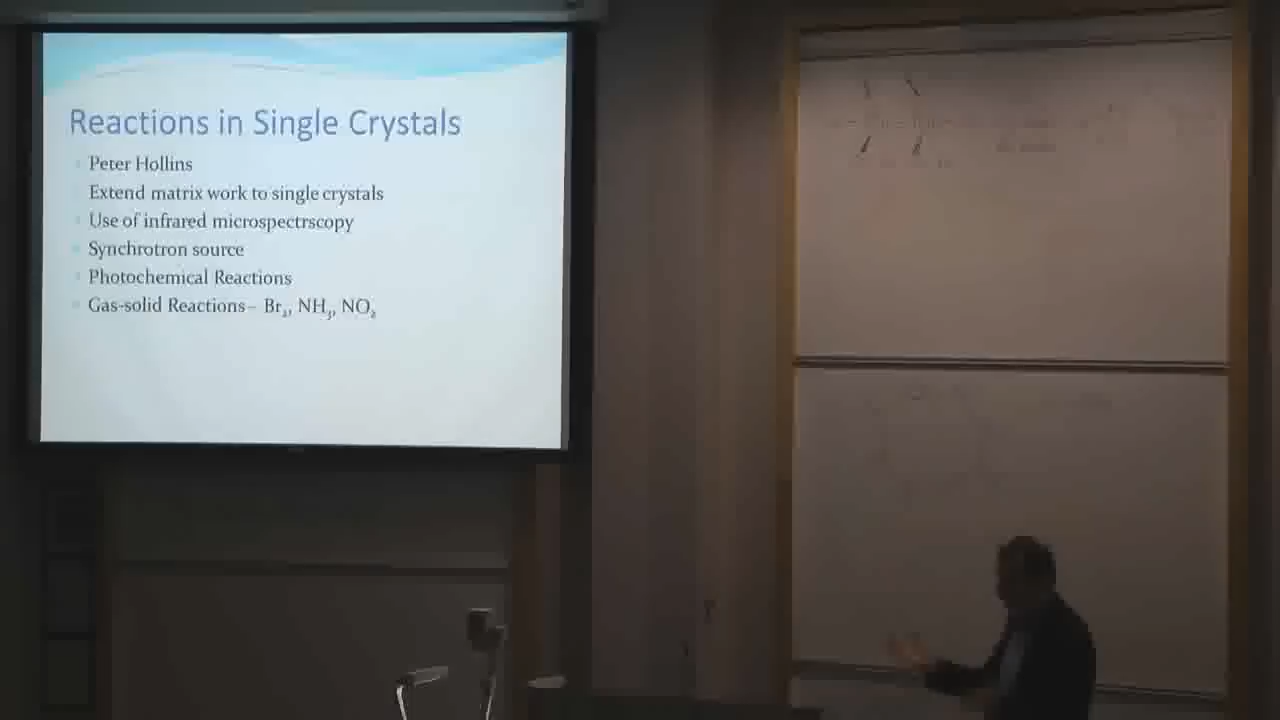 Reactions in Single Crystals
Peter Hollins
Extend matrix work to single crystals
Use of infrared microspectrscopy
Synchrotron source
Photochemical Reactions
Gas-solid Reactions – Br₂, NH₃, NO₂